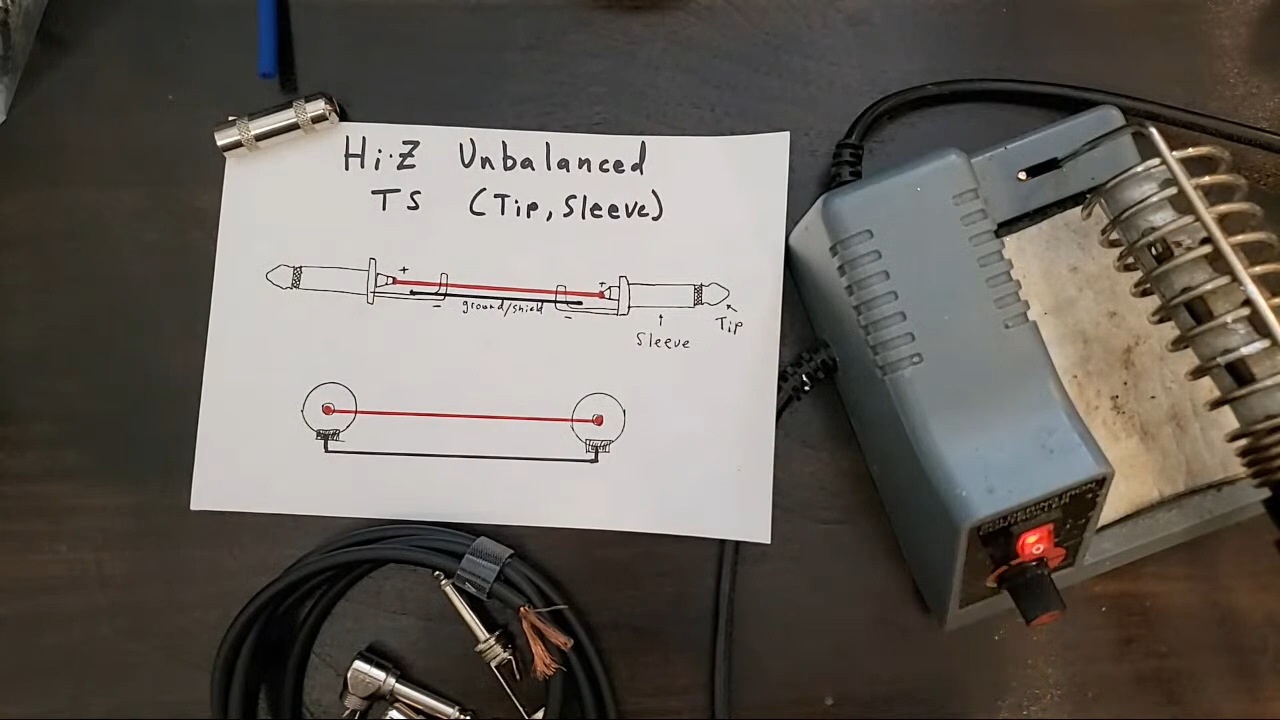 Hi-Z Unbalanced
TS (Tip, Sleeve)
+
+
ground/shield
-
-
Sleeve
Tip